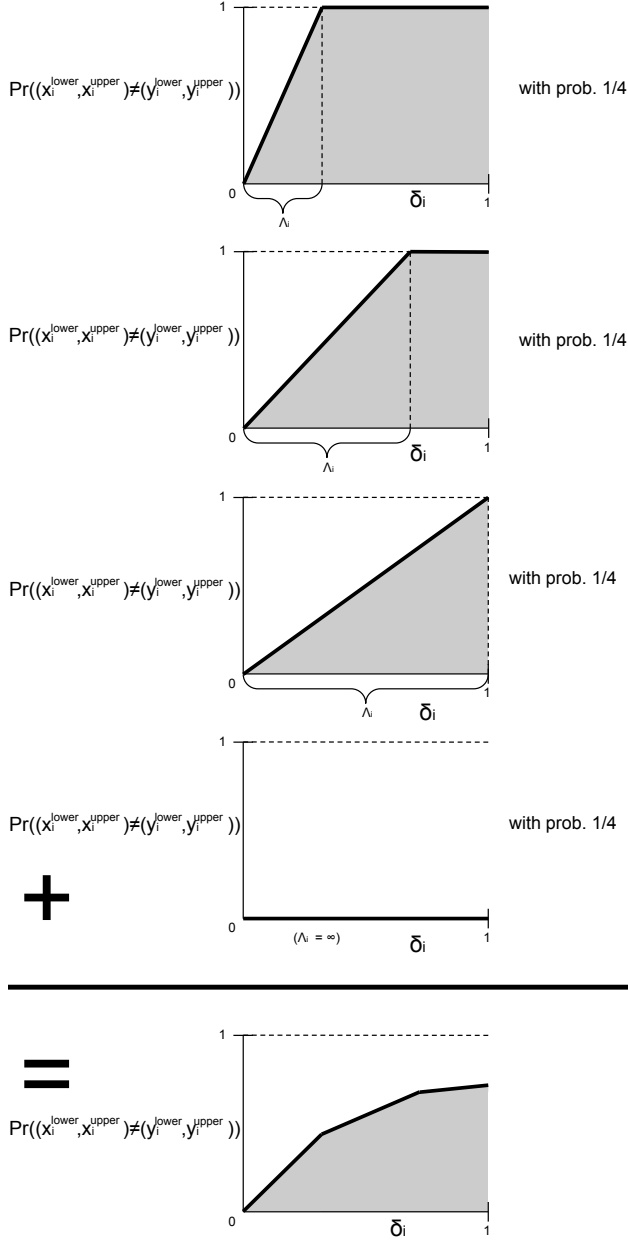 1
Pr((xᵢˡᵒʷᵉʳ,xᵢᵘᵖᵖᵉʳ)≠(yᵢˡᵒʷᵉʳ,yᵢᵘᵖᵖᵉʳ)) with prob. 1/4
0 δᵢ 1
Λᵢ
1
Pr((xᵢˡᵒʷᵉʳ,xᵢᵘᵖᵖᵉʳ)≠(yᵢˡᵒʷᵉʳ,yᵢᵘᵖᵖᵉʳ)) with prob. 1/4
0 δᵢ 1
Λᵢ
1
Pr((xᵢˡᵒʷᵉʳ,xᵢᵘᵖᵖᵉʳ)≠(yᵢˡᵒʷᵉʳ,yᵢᵘᵖᵖᵉʳ)) with prob. 1/4
0 1
Λᵢ δᵢ
1
Pr((xᵢˡᵒʷᵉʳ,xᵢᵘᵖᵖᵉʳ)≠(yᵢˡᵒʷᵉʳ,yᵢᵘᵖᵖᵉʳ)) with prob. 1/4
+
0 (Λᵢ = ∞) δᵢ 1
1
=
Pr((xᵢˡᵒʷᵉʳ,xᵢᵘᵖᵖᵉʳ)≠(yᵢˡᵒʷᵉʳ,yᵢᵘᵖᵖᵉʳ))
0 δᵢ 1